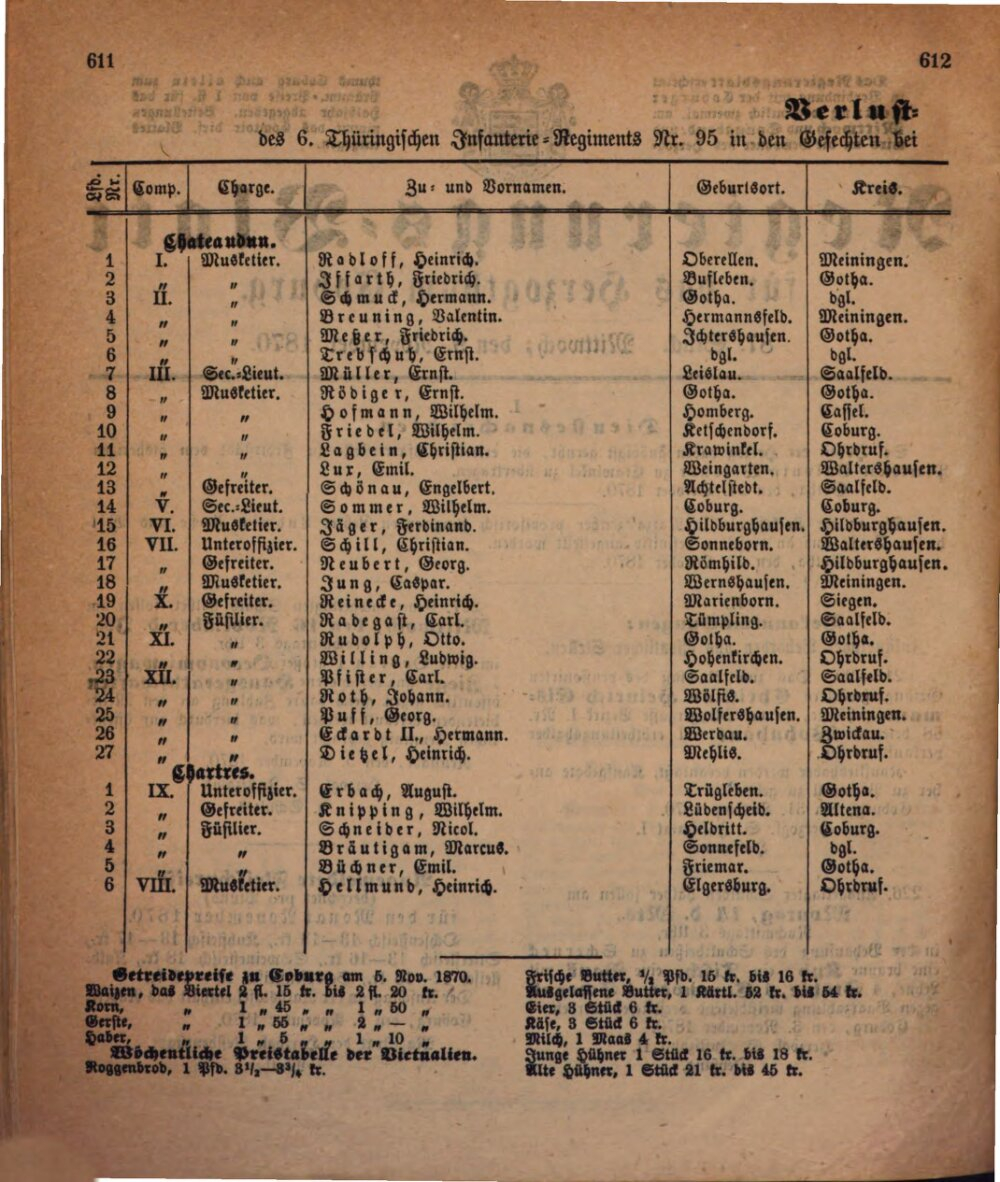 611 612
Verlust-
des 6. Thüringischen Infanterie-Regiments Nr. 95 in den Gefechten bei
Lfd. Nr. Comp. Charge. Zu- und Vornamen. Geburtsort. Kreis.
Chateaudun.
1 I. Musketier. Radloff, Heinrich. Oberellen. Meiningen.
2 „ „ Iffarth, Friedrich. Bufleben. Gotha.
3 II. „ Schmuck, Hermann. Gotha. dgl.
4 „ „ Breuning, Valentin. Hermannsfeld. Meiningen.
5 „ „ Meßer, Friedrich. Ichtershausen. Gotha.
6 „ „ Trebschuh, Ernst. dgl. dgl.
7 III. Sec.-Lieut. Müller, Ernst. Leislau. Saalfeld.
8 „ Musketier. Rödiger, Ernst. Gotha. Gotha.
9 „ „ Hofmann, Wilhelm. Homberg. Cassel.
10 „ „ Friedel, Wilhelm. Ketschendorf. Coburg.
11 „ „ Lagbein, Christian. Krawinkel. Ohrdruf.
12 „ „ Lux, Emil. Weingarten. Waltershausen.
13 „ Gefreiter. Schönau, Engelbert. Achtelstedt. Saalfeld.
14 V. Sec.-Lieut. Sommer, Wilhelm. Coburg. Coburg.
15 VI. Musketier. Jäger, Ferdinand. Hildburghausen. Hildburghausen.
16 VII. Unteroffizier. Schill, Christian. Sonneborn. Waltershausen.
17 „ Gefreiter. Neubert, Georg. Römhild. Hildburghausen.
18 „ Musketier. Jung, Caspar. Wernshausen. Meiningen.
19 X. Gefreiter. Reinecke, Heinrich. Marienborn. Siegen.
20 „ Füsilier. Radegast, Carl. Tümpling. Saalfeld.
21 XI. „ Rudolph, Otto. Gotha. Gotha.
22 „ „ Willing, Ludwig. Hohenkirchen. Ohrdruf.
23 XII. „ Pfister, Carl. Saalfeld. Saalfeld.
24 „ „ Roth, Johann. Wölfis. Ohrdruf.
25 „ „ Puff, Georg. Wolfershausen. Meiningen.
26 „ „ Eckardt II., Hermann. Werdau. Zwickau.
27 „ „ Dietzel, Heinrich. Mehlis. Ohrdruf.
Chartres.
1 IX. Unteroffizier. Erbach, August. Trügleben. Gotha.
2 „ Gefreiter. Knipping, Wilhelm. Lüdenscheid. Altena.
3 „ Füsilier. Schneider, Nicol. Heldritt. Coburg.
4 „ „ Bräutigam, Marcus. Sonnefeld. dgl.
5 „ „ Büchner, Emil. Friemar. Gotha.
6 VIII. Musketier. Hellmund, Heinrich. Elgersburg. Ohrdruf.
Getreidepreise zu Coburg am 5. Nov. 1870.
Waizen, das Viertel 2 fl. 15 kr. bis 2 fl. 20 kr.
Korn, „ 1 „ 45 „ „ 1 „ 50 „
Gerste, „ 1 „ 55 „ „ 2 „ — „
Haber, „ 1 „ 5 „ „ 1 „ 10 „
Wöchentliche Preistabelle der Victualien.
Roggenbrod, 1 Pfd. 3½—3¾ kr.
Frische Butter, ½ Pfd. 15 kr. bis 16 kr.
Ausgelassene Butter, 1 Kärtl. 52 kr. bis 54 kr.
Eier, 3 Stück 6 kr.
Käse, 3 Stück 6 kr.
Milch, 1 Maas 4 kr.
Junge Hühner 1 Stück 16 kr. bis 18 kr.
Alte Hühner, 1 Stück 21 kr. bis 45 kr.